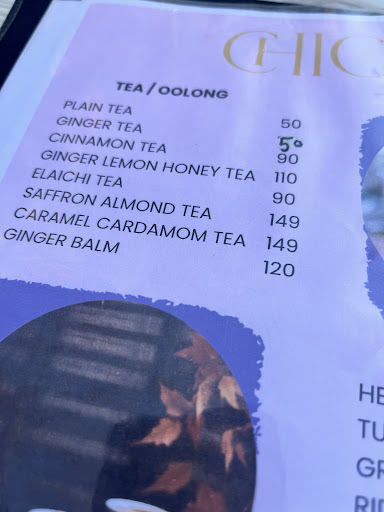 CHIC
TEA / OOLONG
PLAIN TEA 50
GINGER TEA 50
CINNAMON TEA 90
GINGER LEMON HONEY TEA 110
ELAICHI TEA 90
SAFFRON ALMOND TEA 149
CARAMEL CARDAMOM TEA 149
GINGER BALM 120
HE
TU
GR